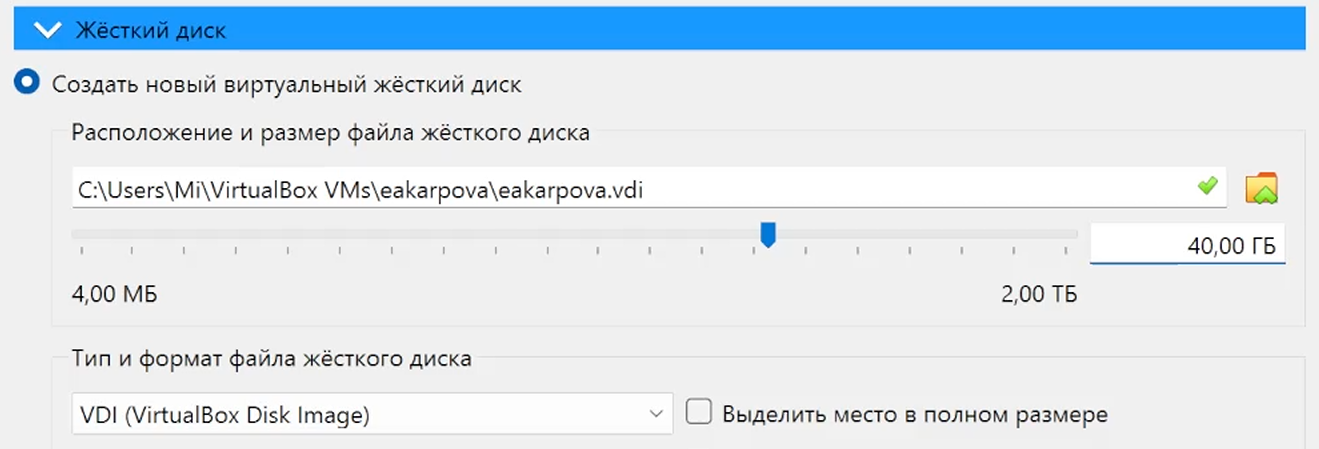 Жёсткий диск
Создать новый виртуальный жёсткий диск
Расположение и размер файла жёсткого диска
C:\Users\Mi\VirtualBox VMs\eakarpova\eakarpova.vdi
40,00 ГБ
4,00 МБ 2,00 ТБ
Тип и формат файла жёсткого диска
VDI (VirtualBox Disk Image) Выделить место в полном размере